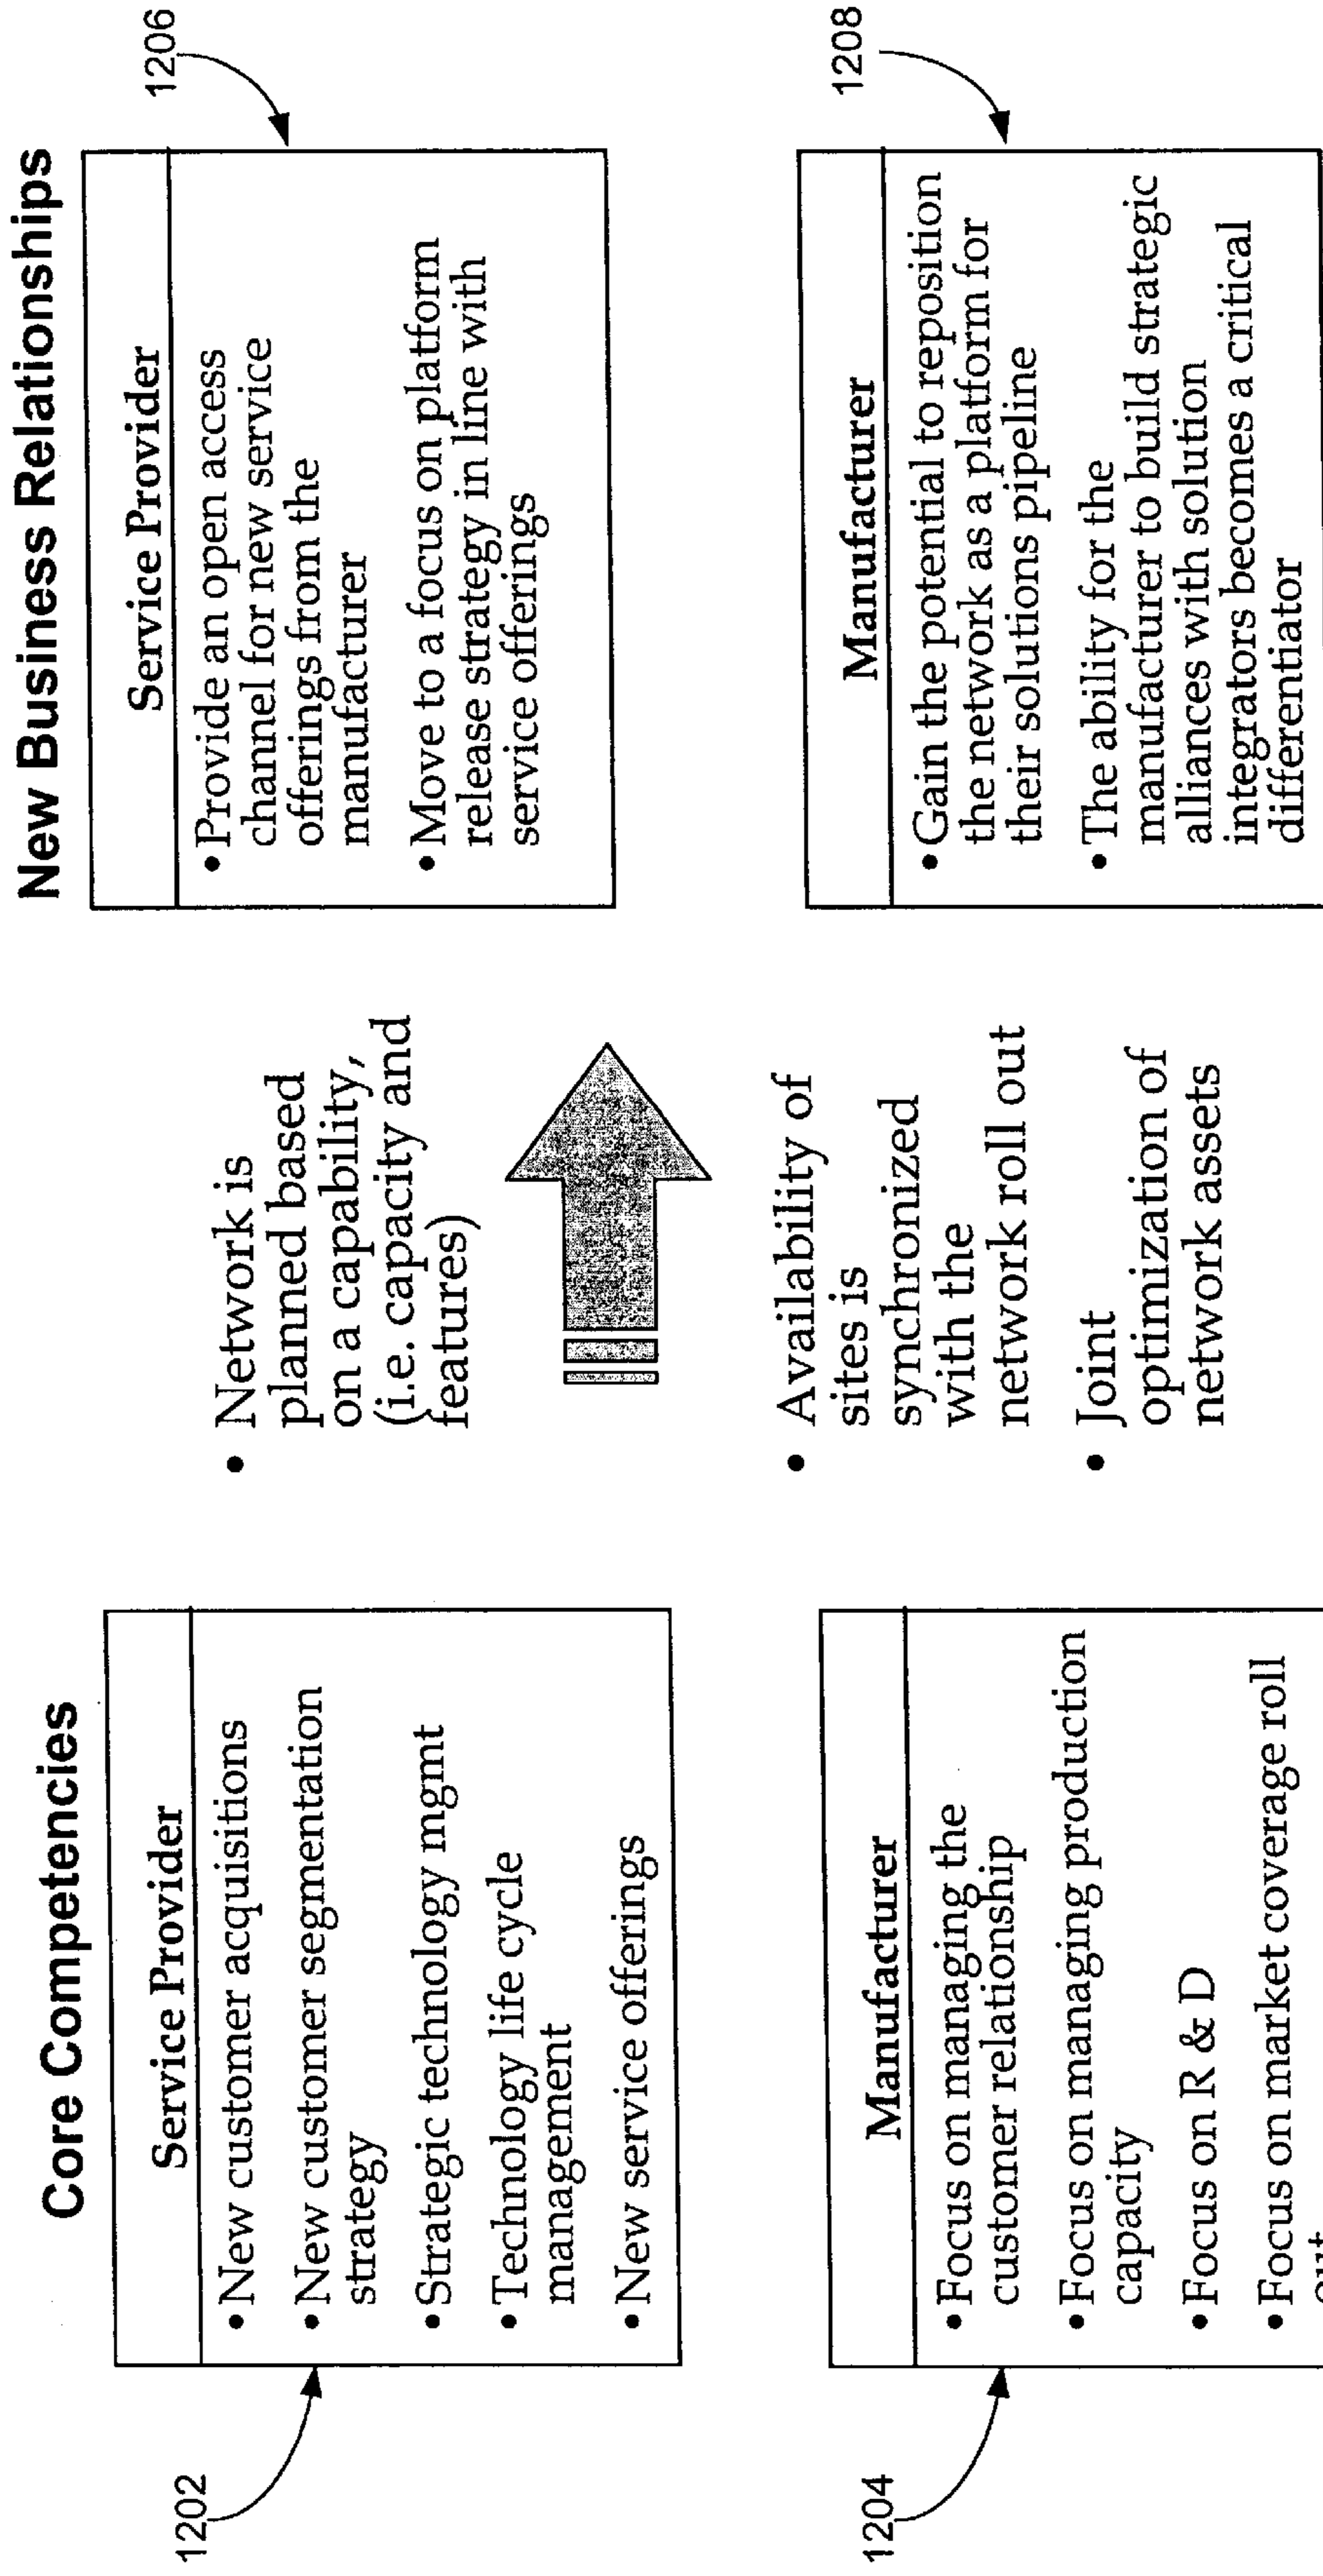 Core Competencies
1202
Service Provider
•New customer acquisitions
•New customer segmentation
strategy
•Strategic technology mgmt
•Technology life cycle
management
•New service offerings
1204
Manufacturer
•Focus on managing the
customer relationship
•Focus on managing production
capacity
•Focus on R & D
•Focus on market coverage roll
out
• Network is
planned based
on a capability,
(i.e. capacity and
features)
• Availability of
sites is
synchronized
with the
network roll out
• Joint
optimization of
network assets
New Business Relationships
1206
Service Provider
•Provide an open access
channel for new service
offerings from the
manufacturer
•Move to a focus on platform
release strategy in line with
service offerings
1208
Manufacturer
•Gain the potential to reposition
the network as a platform for
their solutions pipeline
•The ability for the
manufacturer to build strategic
alliances with solution
integrators becomes a critical
differentiator